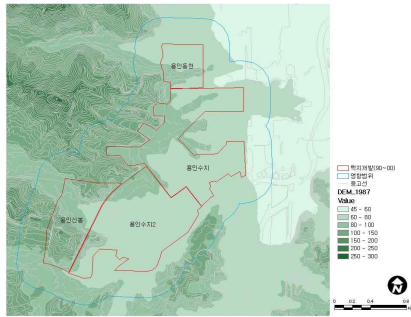 용인동천
용인수지
용인신봉
용인수지2
택지개발(90~00)
영향범위
등고선
DEM_1987
Value
45 - 60
60 - 80
80 - 100
100 - 150
150 - 200
200 - 250
250 - 300
0 0.2 0.4 0.8